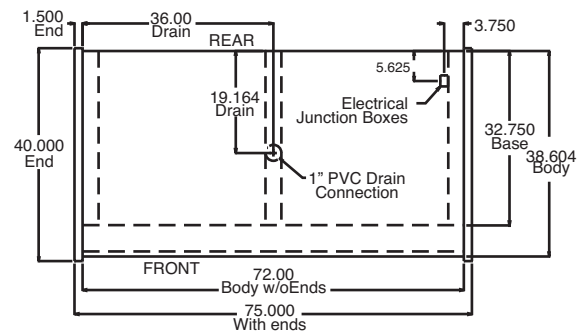 1.500
End
36.00
Drain
REAR
3.750
5.625
19.164
Drain
Electrical
Junction Boxes
40.000
End
32.750
Base
38.604
Body
1” PVC Drain
Connection
FRONT
72.00
Body w/oEnds
75.000
With ends